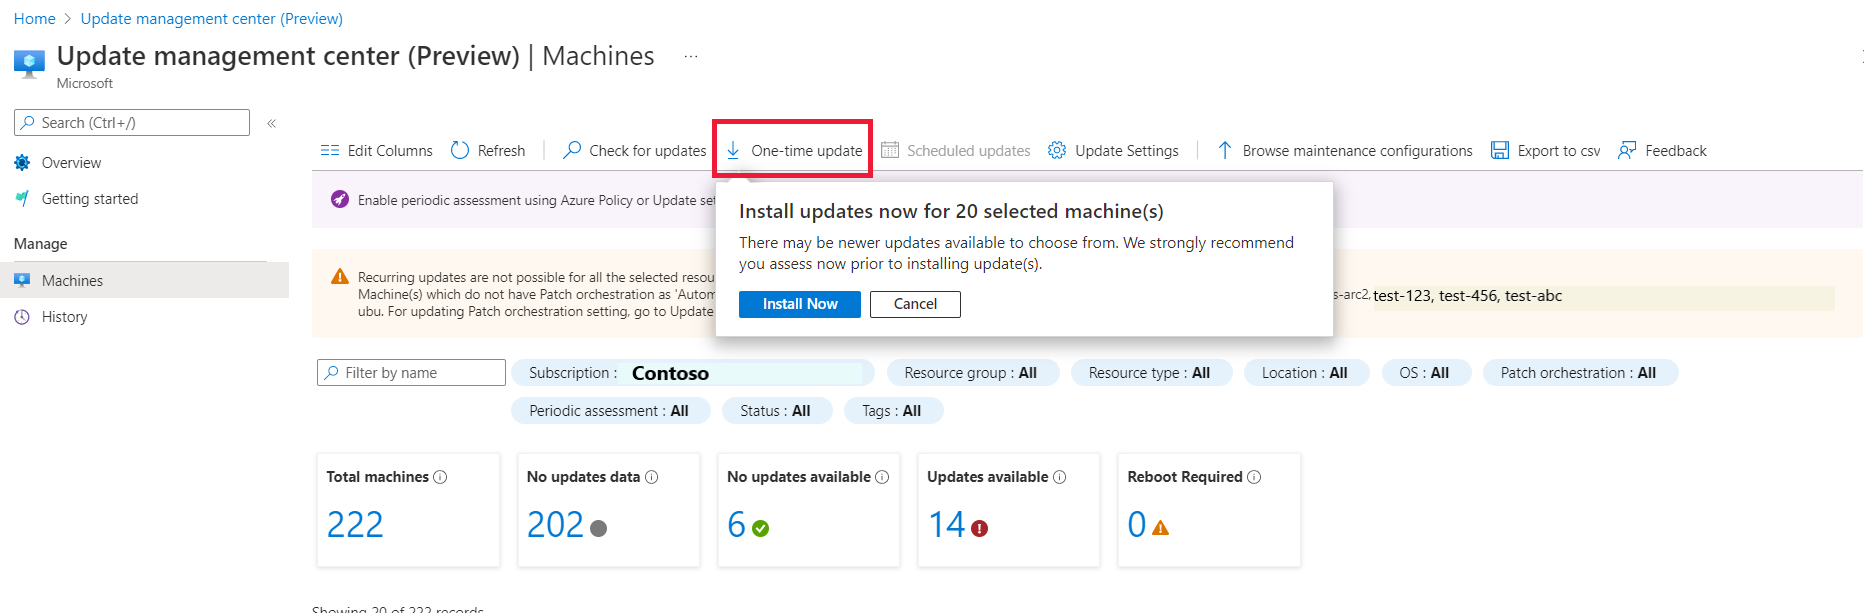 Home > Update management center (Preview)
Update management center (Preview) | Machines ...
Microsoft
Search (Ctrl+/) «
Overview
Getting started
Manage
Machines
History
Edit Columns Refresh Check for updates One-time update Scheduled updates Update Settings Browse maintenance configurations Export to csv Feedback
Enable periodic assessment using Azure Policy or Update
Install updates now for 20 selected machine(s)
There may be newer updates available to choose from. We strongly recommend
you assess now prior to installing update(s).
Install Now Cancel
Recurring updates are not possible for all the selected
Machine(s) which do not have Patch orchestration as
ubu. For updating Patch orchestration setting, go to Update
s-arc2, test-123, test-456, test-abc
Filter by name Subscription : Contoso Resource group : All Resource type : All Location : All OS : All Patch orchestration : All
Periodic assessment : All Status : All Tags : All
Total machines No updates data No updates available Updates available Reboot Required
222 202 6 14 0
Showing 20 of 222 records